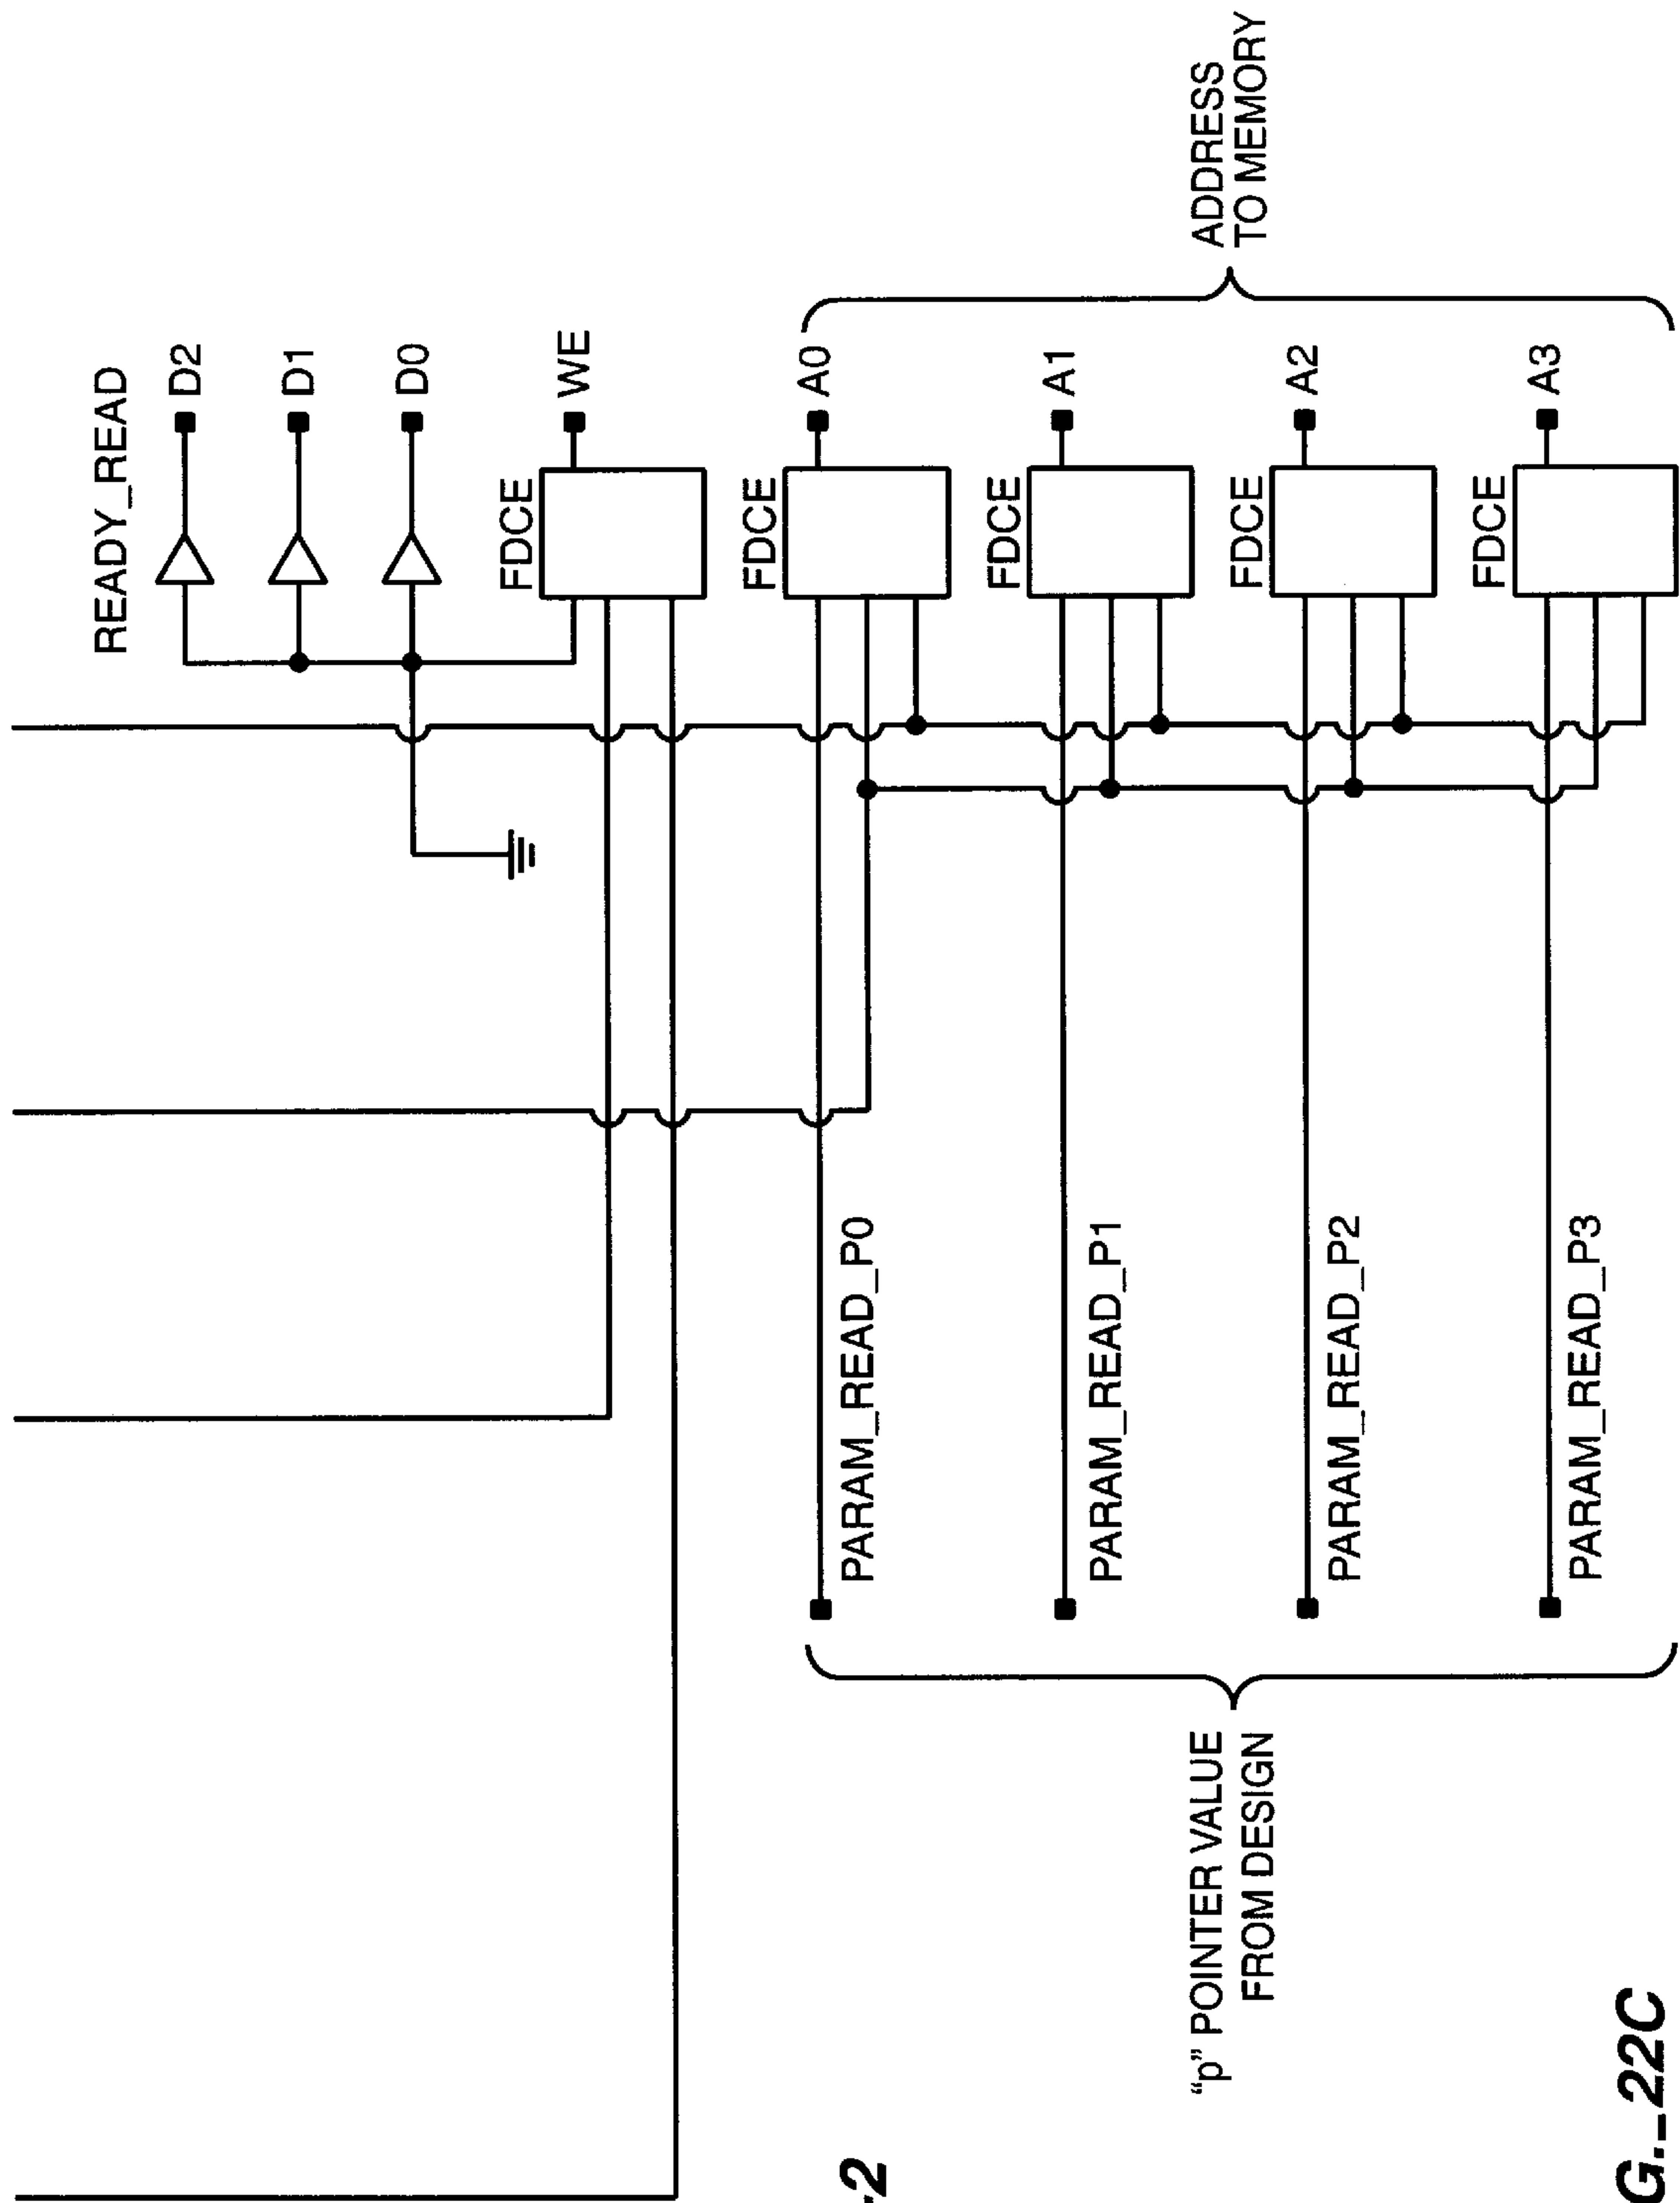 READY_READ
D2
D1
D0
FDCE
WE
FDCE
A0
PARAM_READ_P0
-2
FDCE
A1
PARAM_READ_P1
"p" POINTER VALUE
FROM DESIGN
ADDRESS
TO MEMORY
FDCE
A2
PARAM_READ_P2
FDCE
A3
PARAM_READ_P3
G._22C